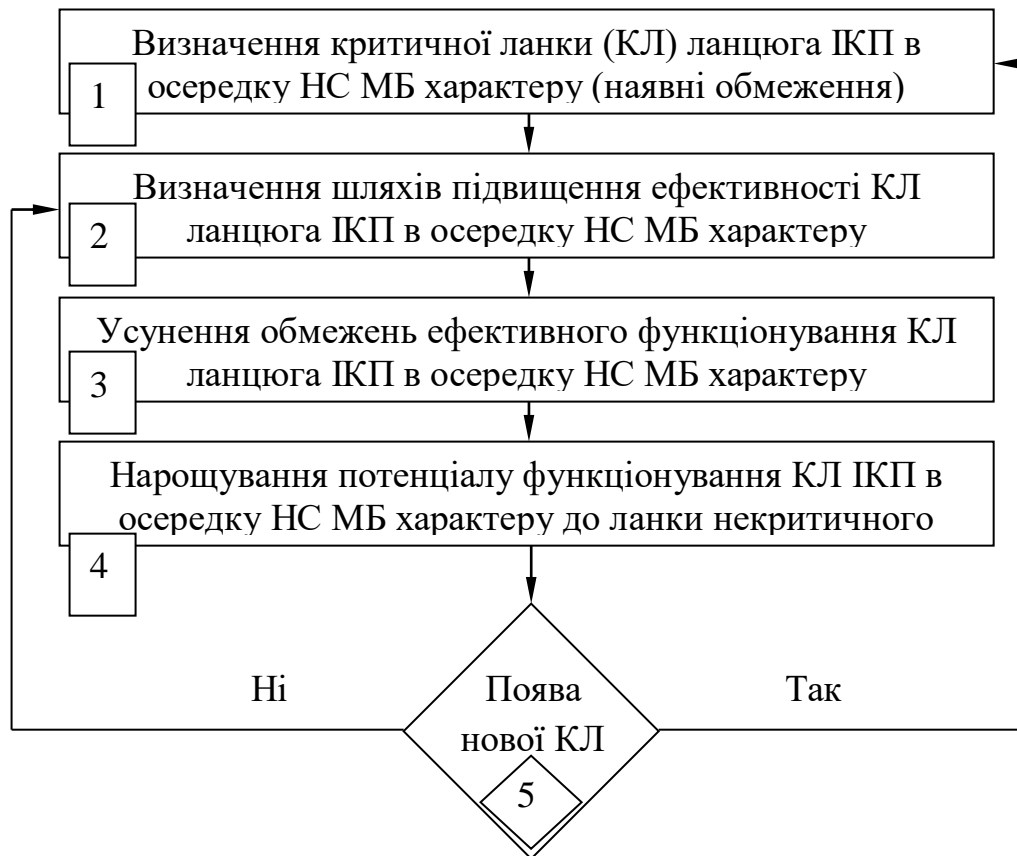 Визначення критичної ланки (КЛ) ланцюга ІКП в
осередку НС МБ характеру (наявні обмеження)
1
Визначення шляхів підвищення ефективності КЛ
ланцюга ІКП в осередку НС МБ характеру
2
Усунення обмежень ефективного функціонування КЛ
ланцюга ІКП в осередку НС МБ характеру
3
Нарощування потенціалу функціонування КЛ ІКП в
осередку НС МБ характеру до ланки некритичного
4
Ні
Поява
Так
нової КЛ
5